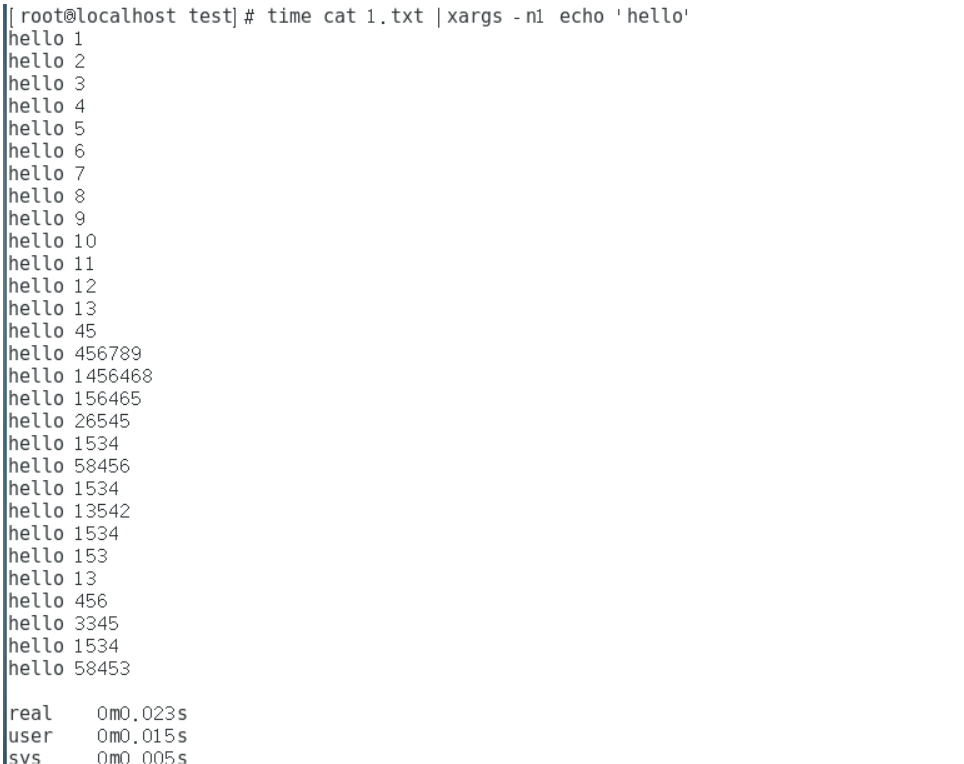 [root@localhost test]# time cat 1.txt |xargs -n1 echo 'hello'
hello 1
hello 2
hello 3
hello 4
hello 5
hello 6
hello 7
hello 8
hello 9
hello 10
hello 11
hello 12
hello 13
hello 45
hello 456789
hello 1456468
hello 156465
hello 26545
hello 1534
hello 58456
hello 1534
hello 13542
hello 1534
hello 153
hello 13
hello 456
hello 3345
hello 1534
hello 58453
real 0m0.023s
user 0m0.015s
sys 0m0.005s